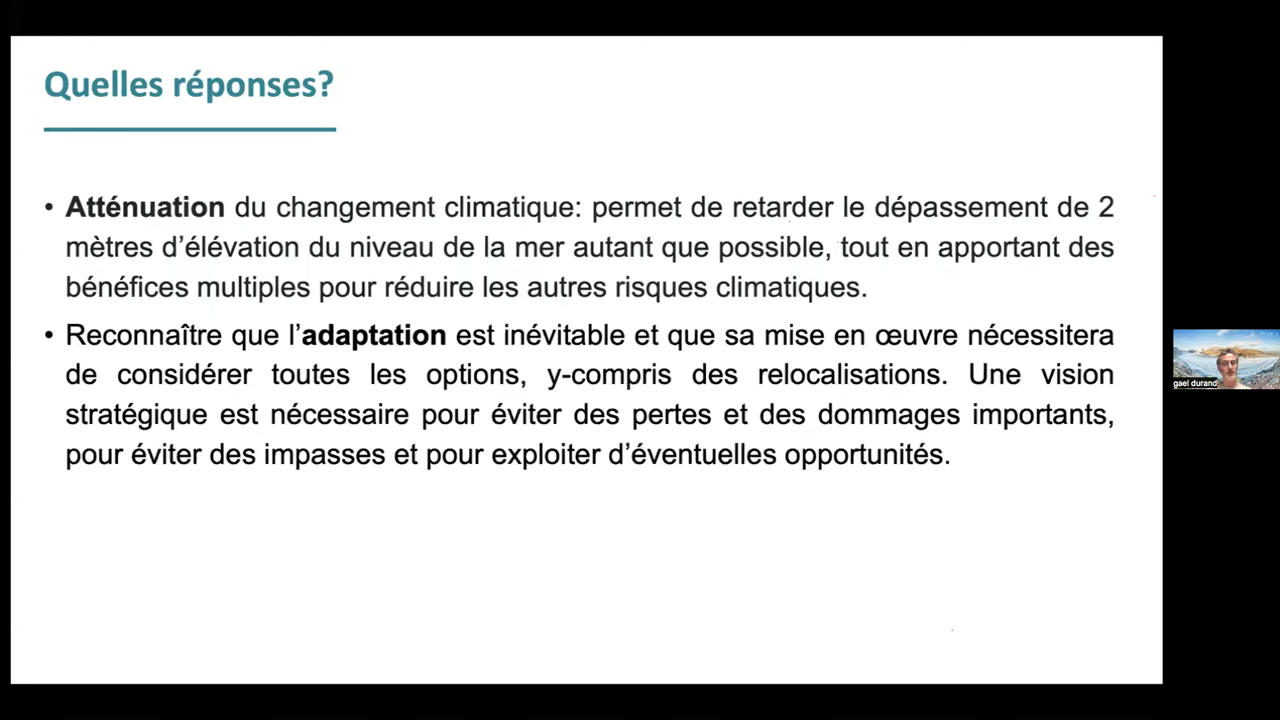 Quelles réponses?
• Atténuation du changement climatique: permet de retarder le dépassement de 2
mètres d’élévation du niveau de la mer autant que possible, tout en apportant des
bénéfices multiples pour réduire les autres risques climatiques.
• Reconnaître que l’adaptation est inévitable et que sa mise en œuvre nécessitera
de considérer toutes les options, y-compris des relocalisations. Une vision
stratégique est nécessaire pour éviter des pertes et des dommages importants,
pour éviter des impasses et pour exploiter d’éventuelles opportunités.
gael durand